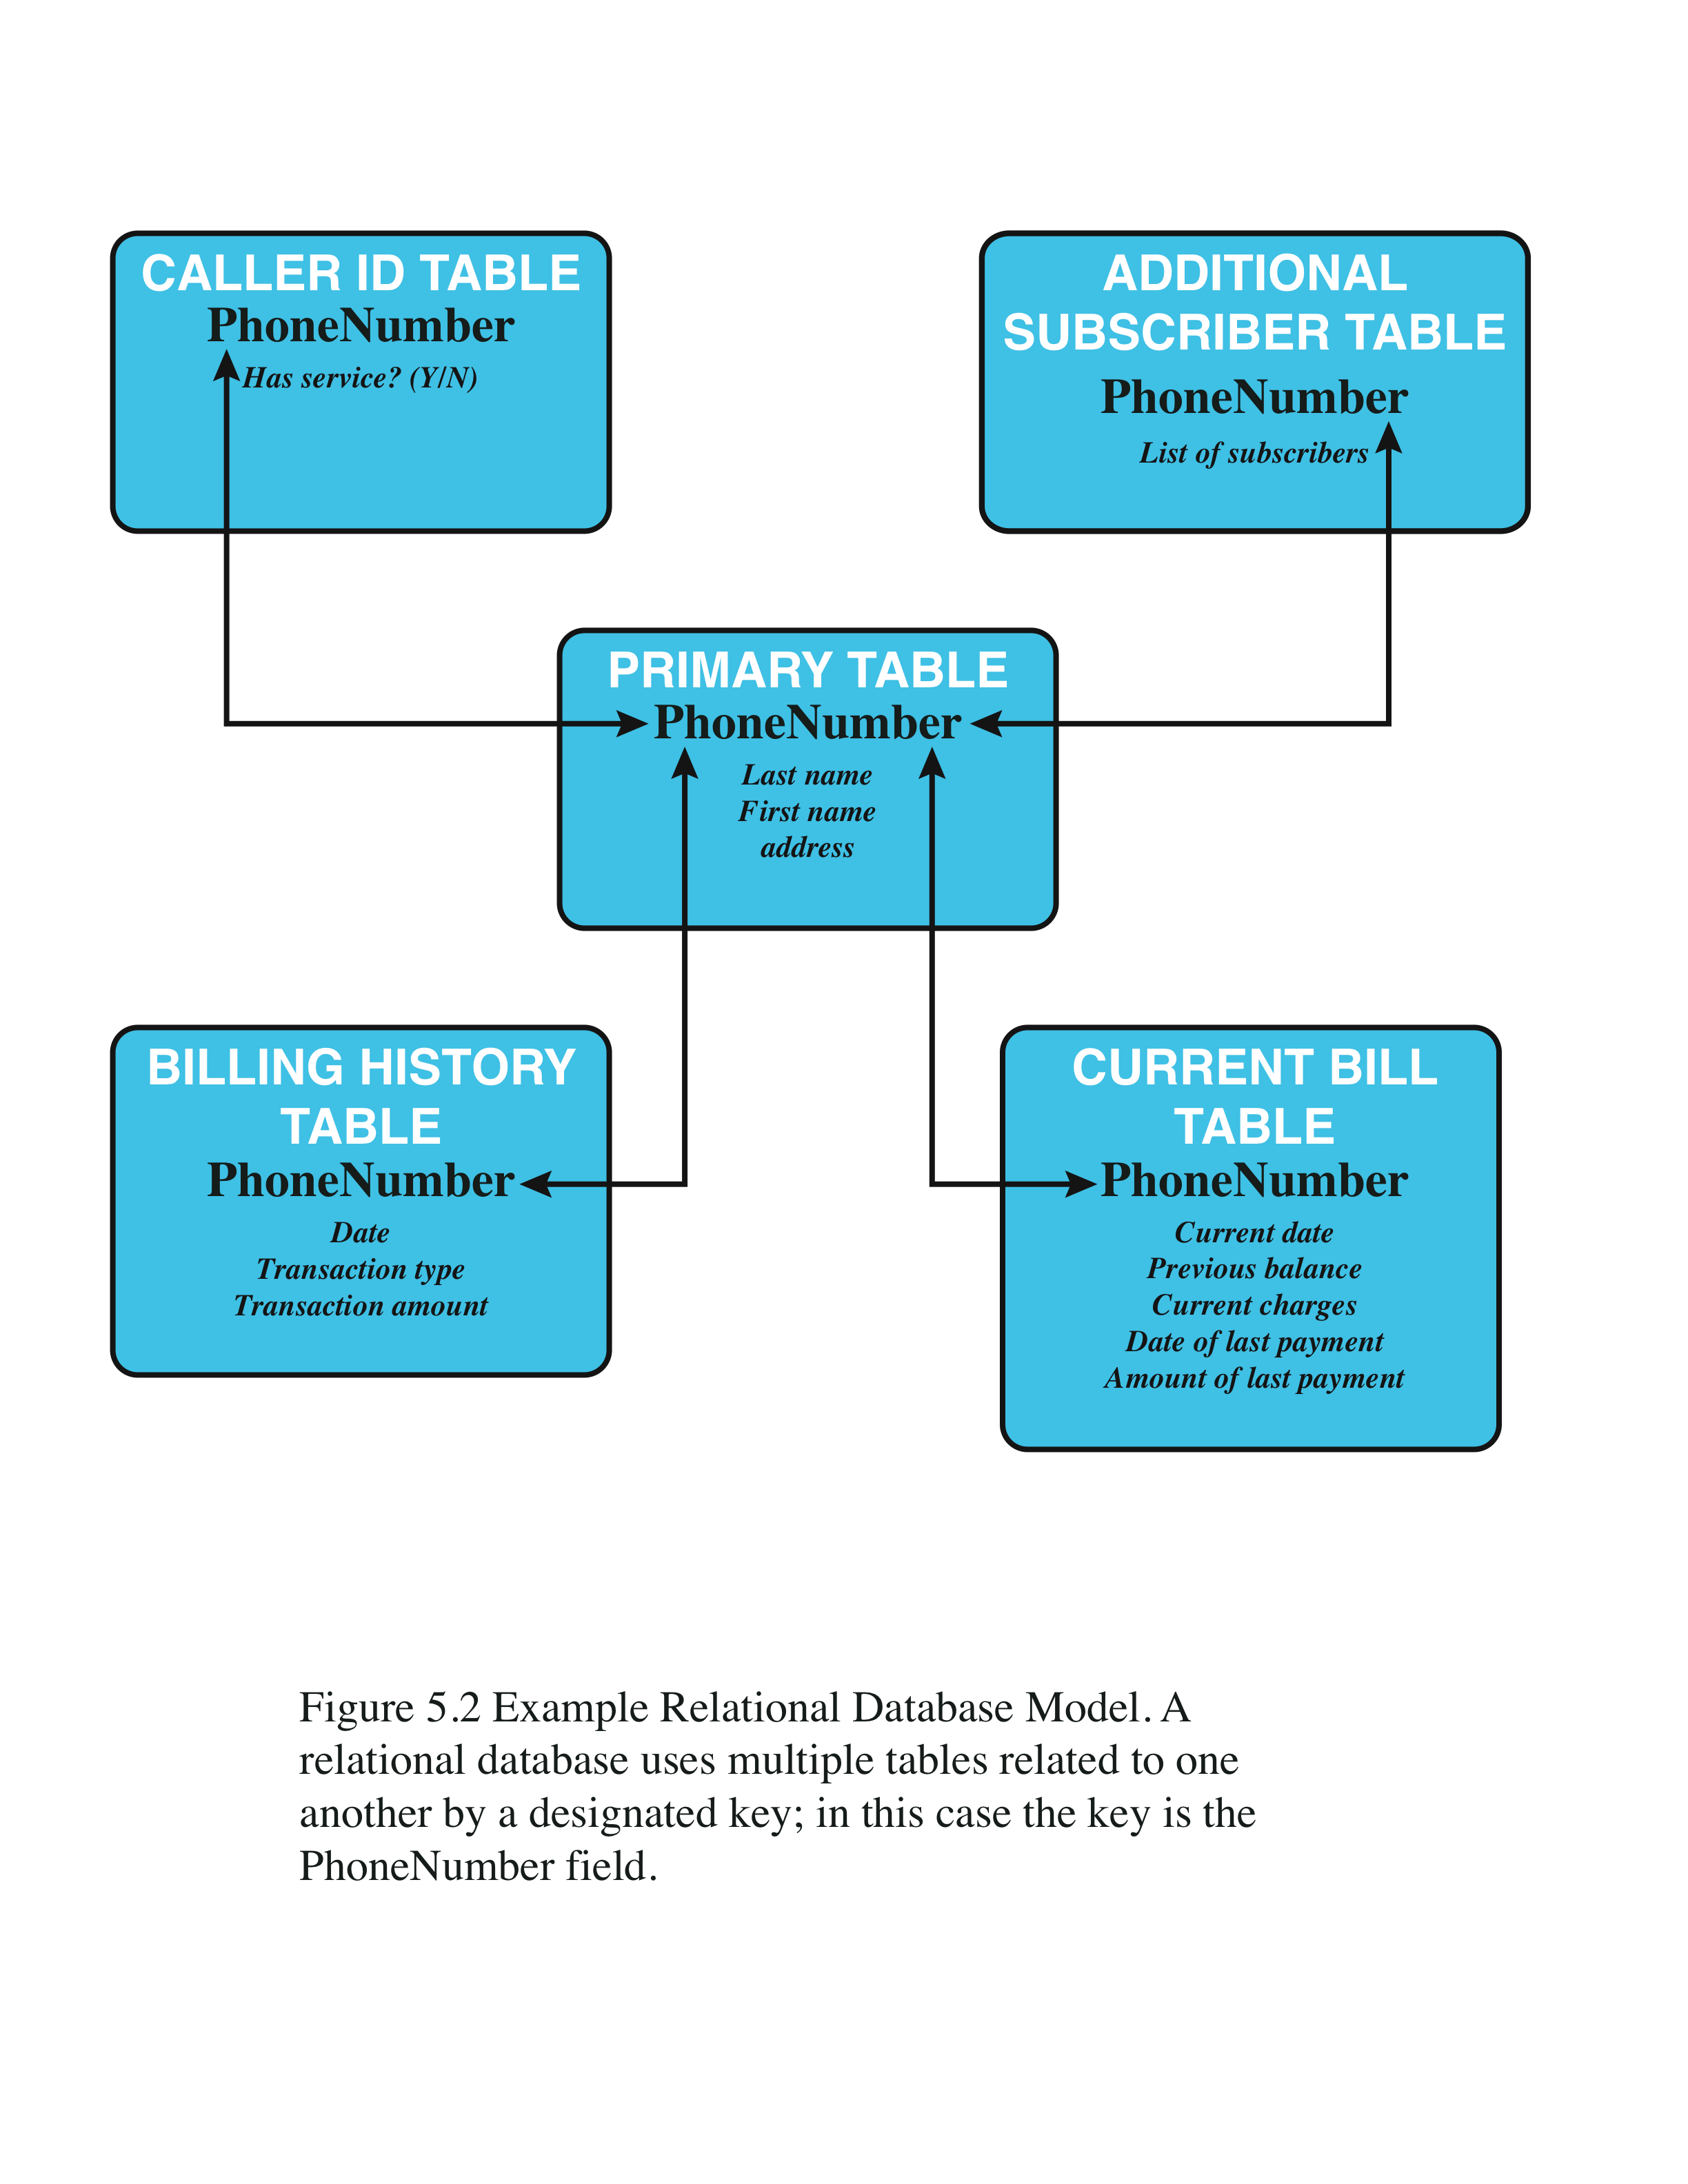 CALLER ID TABLE
PhoneNumber
Has service? (Y/N)
ADDITIONAL
SUBSCRIBER TABLE
PhoneNumber
List of subscribers
PRIMARY TABLE
PhoneNumber
Last name
First name
address
BILLING HISTORY
TABLE
PhoneNumber
Date
Transaction type
Transaction amount
CURRENT BILL
TABLE
PhoneNumber
Current date
Previous balance
Current charges
Date of last payment
Amount of last payment
Figure 5.2 Example Relational Database Model. A
relational database uses multiple tables related to one
another by a designated key; in this case the key is the
PhoneNumber field.